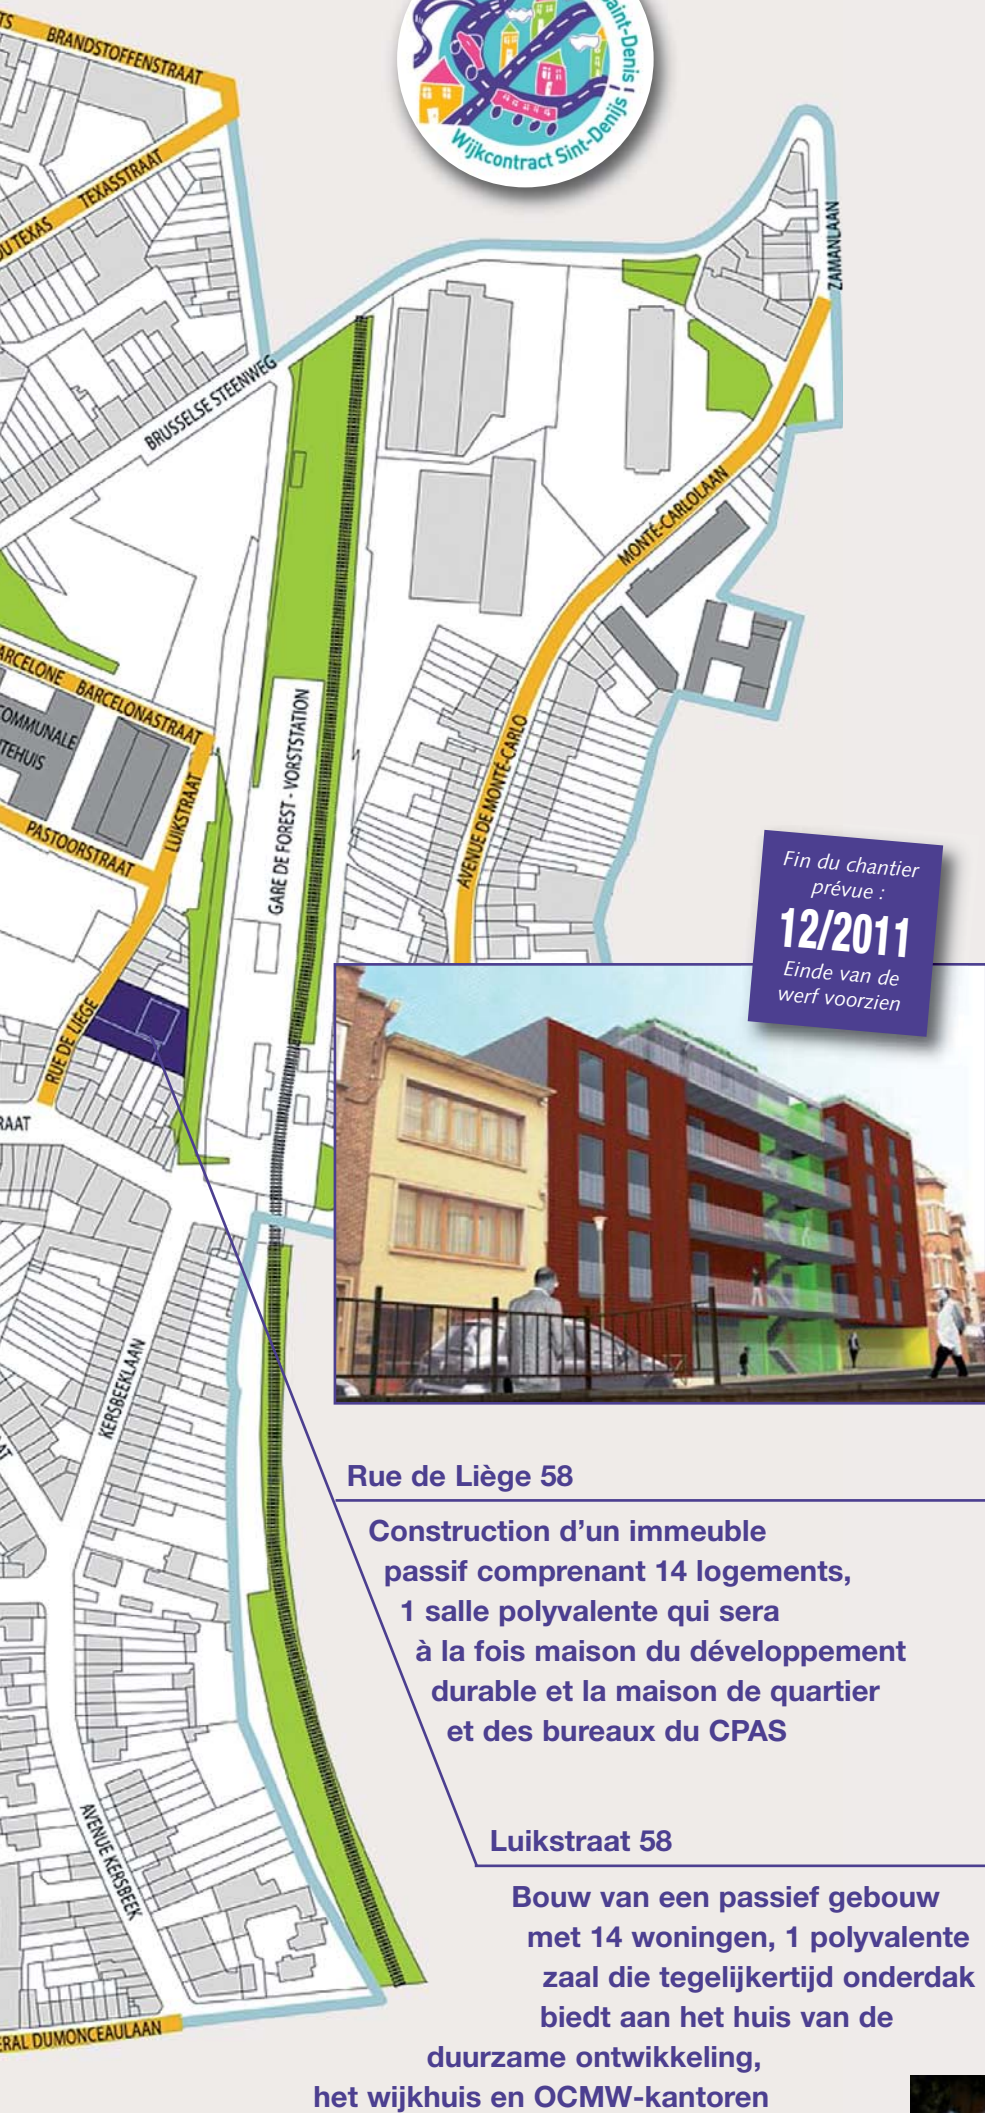 BRANDSTOFFENSTRAAT
TEXASSTRAAT
TEXAS
aint-Denis
Wijkcontract Sint-Denijs
ZAMANLAAN
BRUSSELSE STEENWEG
MONTÉ-CARLOLAAN
BARCELONASTRAAT
COMMUNALE
LUIKSTRAAT
PASTOORSTRAAT
GARE DE FOREST - VORSTSTATION
AVENUE DE MONTÉ-CARLO
RUE DE LIÈGE
RAAT
Fin du chantier
prévue :
12/2011
Einde van de
werf voorzien
KERSBEEKLAAN
Rue de Liège 58
Construction d’un immeuble
passif comprenant 14 logements,
1 salle polyvalente qui sera
à la fois maison du développement
durable et la maison de quartier
et des bureaux du CPAS
AVENUE KERSBEEK
Luikstraat 58
Bouw van een passief gebouw
met 14 woningen, 1 polyvalente
zaal die tegelijkertijd onderdak
biedt aan het huis van de
duurzame ontwikkeling,
het wijkhuis en OCMW-kantoren
ERAL DUMONCEAULAAN